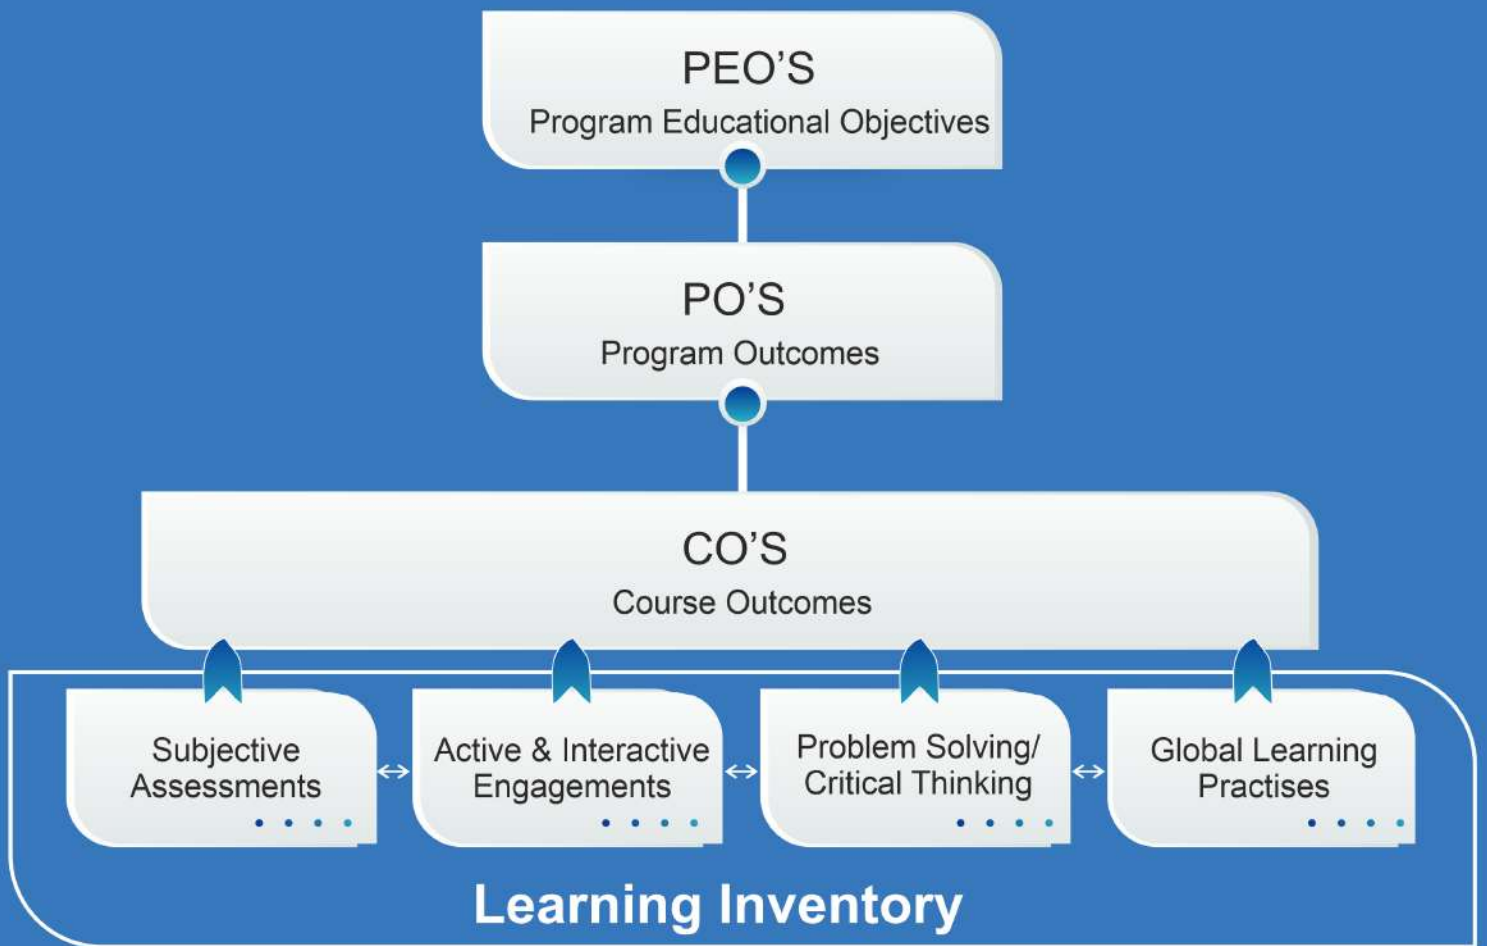 PEO’S
Program Educational Objectives
PO’S
Program Outcomes
CO’S
Course Outcomes
Subjective
Assessments
Active & Interactive
Engagements
Problem Solving/
Critical Thinking
Global Learning
Practises
Learning Inventory